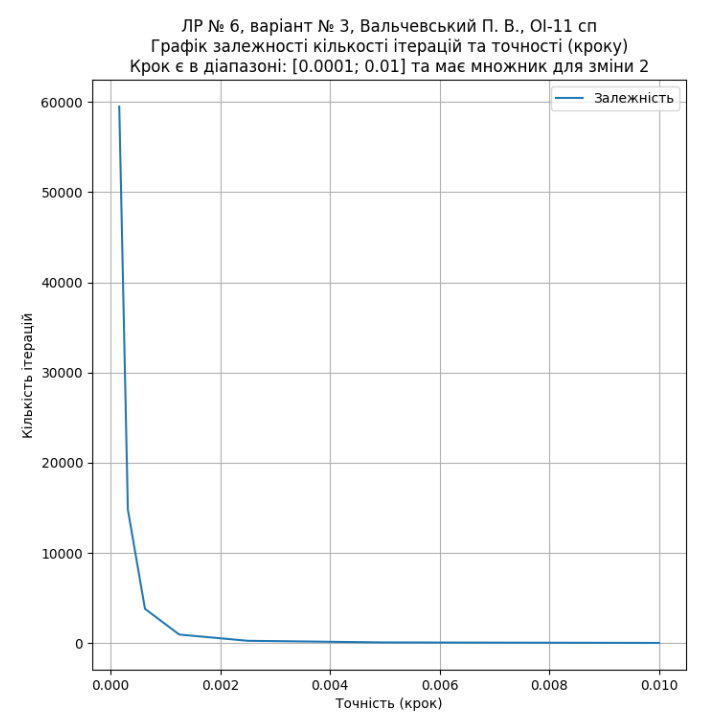 ЛР № 6, варіант № 3, Вальчевський П. В., ОІ-11 сп
Графік залежності кількості ітерацій та точності (кроку)
Крок є в діапазоні: [0.0001; 0.01] та має множник для зміни 2
Залежність
60000
50000
40000
30000
20000
10000
0
Кількість ітерацій
0.000 0.002 0.004 0.006 0.008 0.010
Точність (крок)